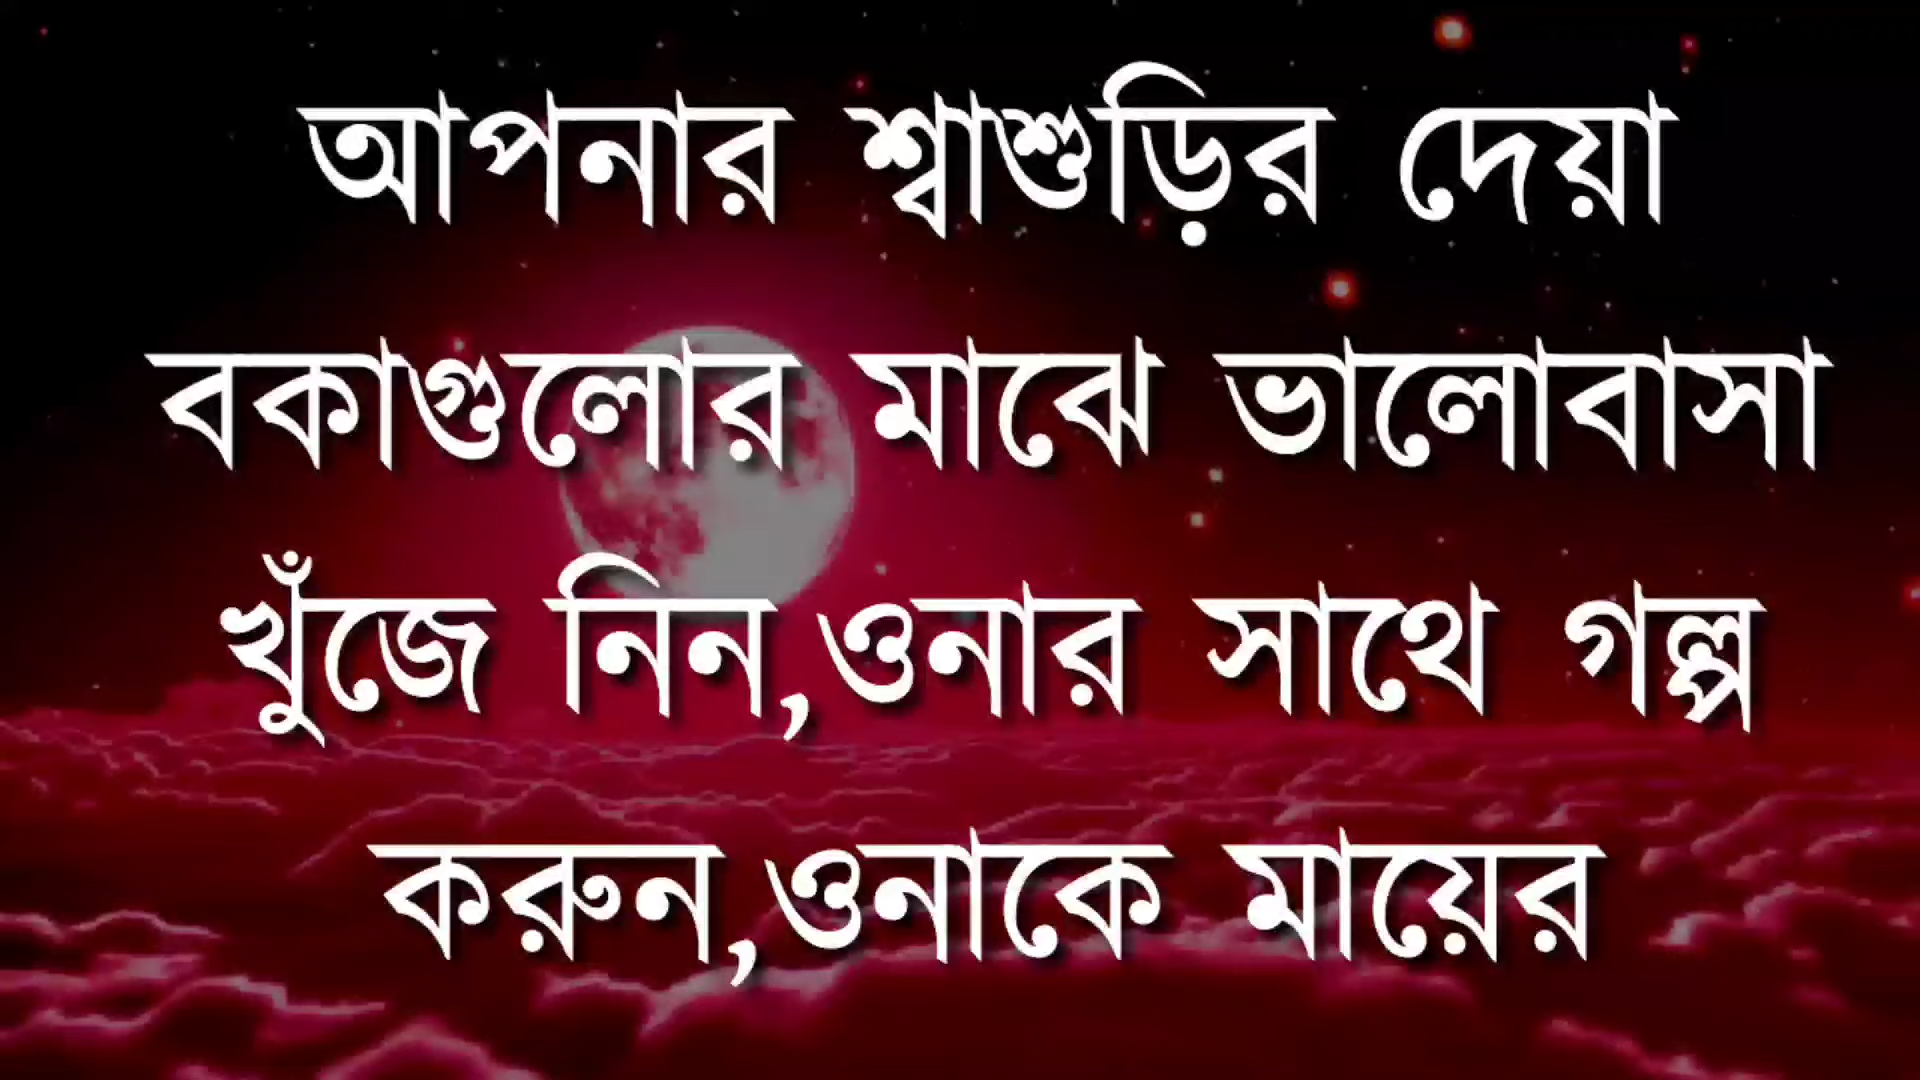 আপনার শ্বাশুড়ির দেয়া
বকাগুলোর মাঝে ভালোবাসা
খুঁজে নিন,ওনার সাথে গল্প
করুন,ওনাকে মায়ের